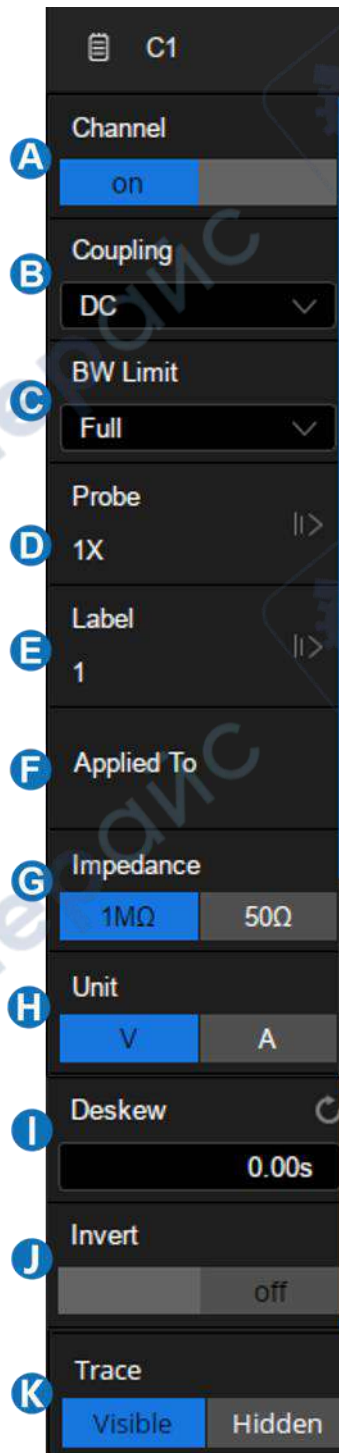 C1
A
Channel
on
B
Coupling
DC
C
BW Limit
Full
D
Probe
1X
E
Label
1
F
Applied To
G
Impedance
1MΩ 50Ω
H
Unit
V A
I
Deskew
0.00s
J
Invert
off
K
Trace
Visible Hidden